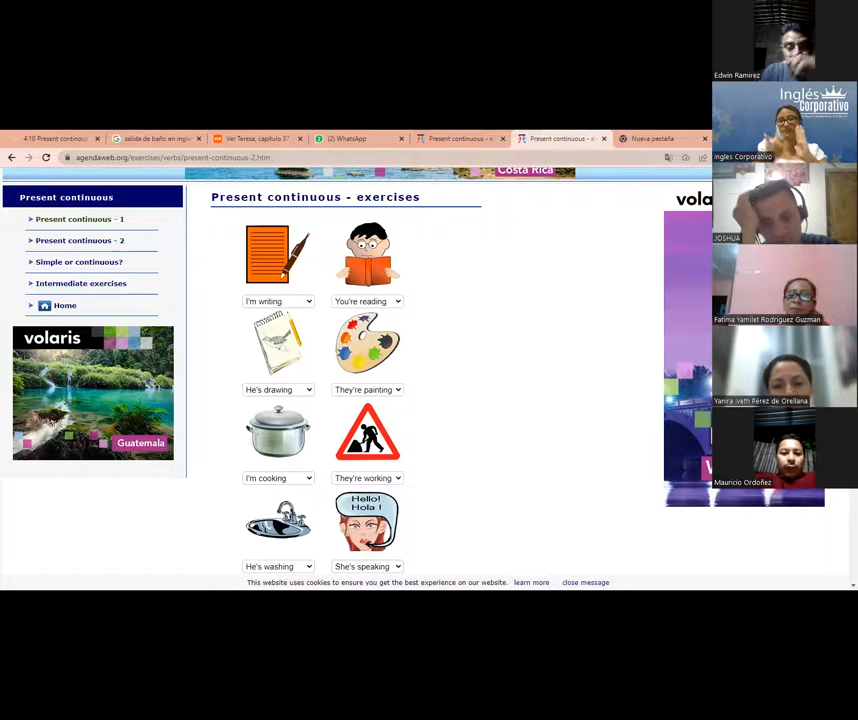 4.10 Present continuou
salida de baño en ingle
Ver Teresa, capítulo 37
(2) WhatsApp
Present continuous - e
Present continuous - ex
Nueva pestaña
agendaweb.org/exercises/verbs/present-continuous-2.htm
Costa Rica
Present continuous
Present continuous - 1
Present continuous - 2
Simple or continuous?
Intermediate exercises
Home
volaris
Guatemala
Present continuous - exercises
I'm writing
You're reading
He's drawing
They're painting
I'm cooking
They're working
Hello!
Hola !
He's washing
She's speaking
This website uses cookies to ensure you get the best experience on our website. learn more close message
vola
Edwin Ramirez
Inglés
Corporativo
Ingles Corporativo
JOSHUA
Fatima Yamilet Rodriguez Guzman
Yanira Iveth Pérez de Orellana
Mauricio Ordoñez